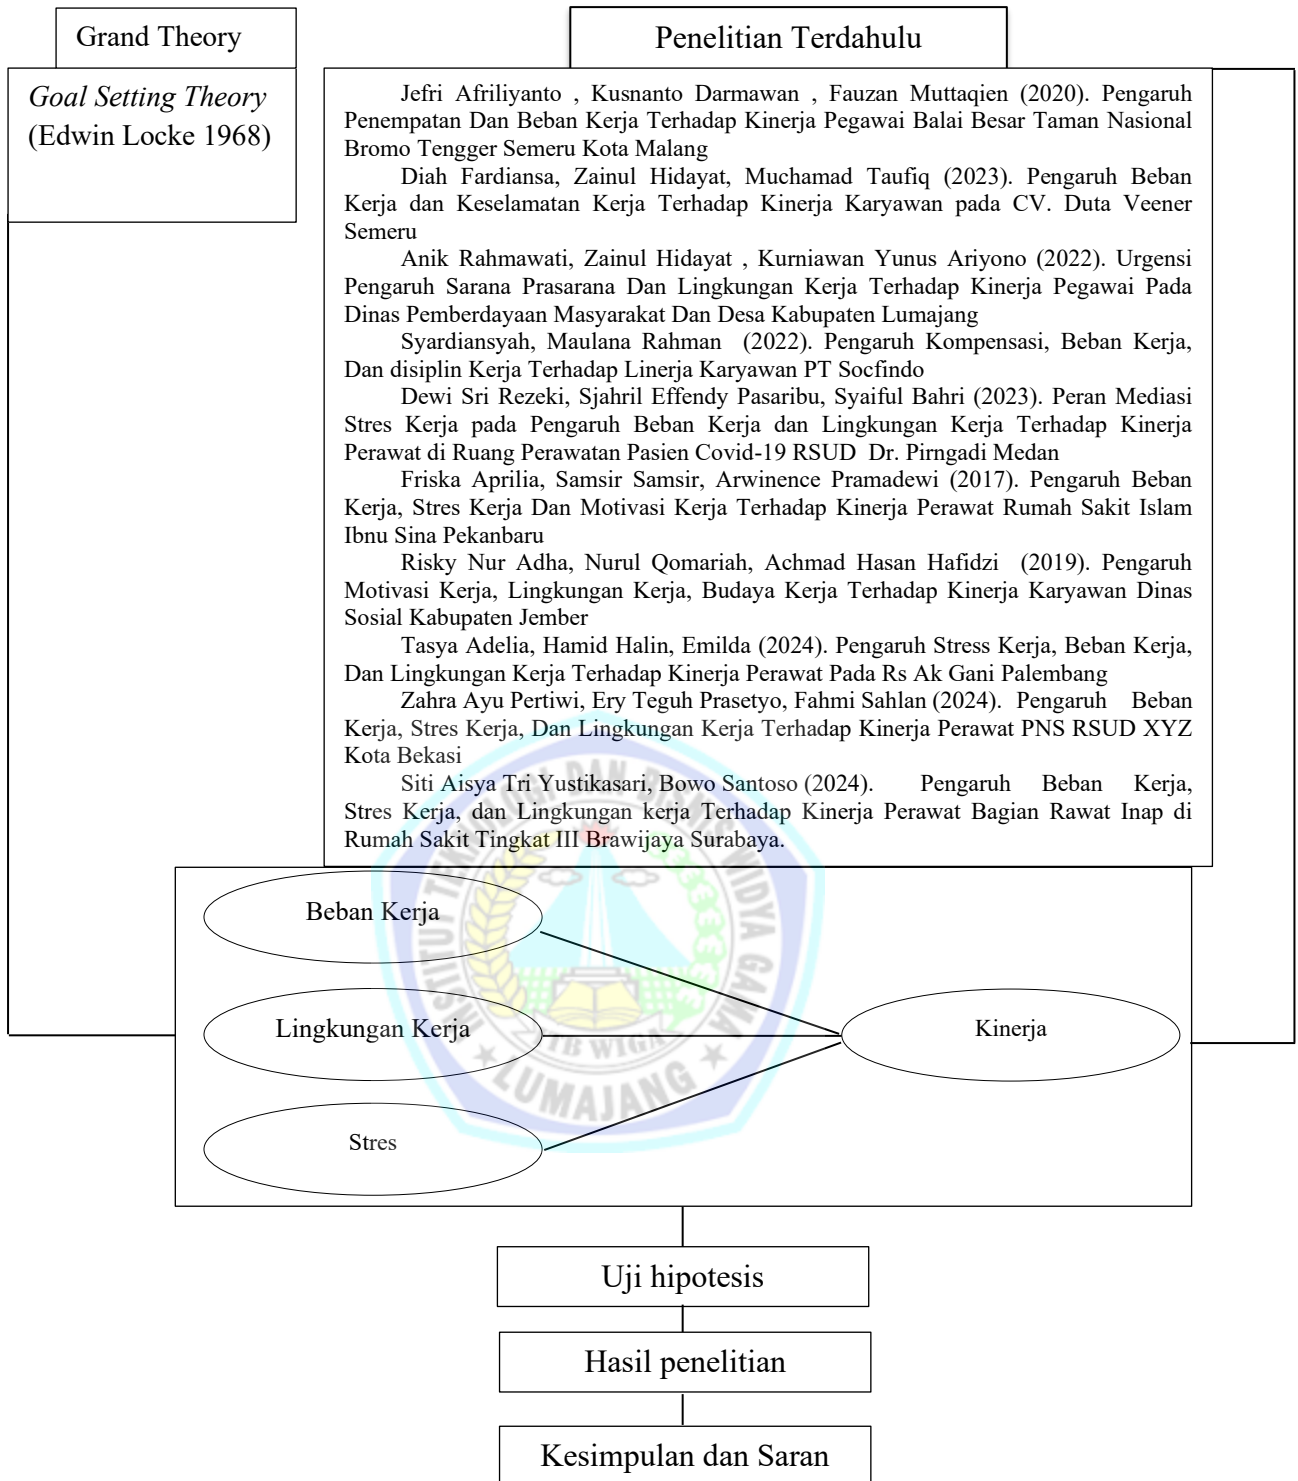 Grand Theory
Penelitian Terdahulu
Goal Setting Theory
(Edwin Locke 1968)
Jefri Afriliyanto , Kusnanto Darmawan , Fauzan Muttaqien (2020). Pengaruh
Penempatan Dan Beban Kerja Terhadap Kinerja Pegawai Balai Besar Taman Nasional
Bromo Tengger Semeru Kota Malang
Diah Fardiansa, Zainul Hidayat, Muchamad Taufiq (2023). Pengaruh Beban
Kerja dan Keselamatan Kerja Terhadap Kinerja Karyawan pada CV. Duta Veener
Semeru
Anik Rahmawati, Zainul Hidayat , Kurniawan Yunus Ariyono (2022). Urgensi
Pengaruh Sarana Prasarana Dan Lingkungan Kerja Terhadap Kinerja Pegawai Pada
Dinas Pemberdayaan Masyarakat Dan Desa Kabupaten Lumajang
Syardiansyah, Maulana Rahman (2022). Pengaruh Kompensasi, Beban Kerja,
Dan disiplin Kerja Terhadap Linerja Karyawan PT Socfindo
Dewi Sri Rezeki, Sjahril Effendy Pasaribu, Syaiful Bahri (2023). Peran Mediasi
Stres Kerja pada Pengaruh Beban Kerja dan Lingkungan Kerja Terhadap Kinerja
Perawat di Ruang Perawatan Pasien Covid-19 RSUD Dr. Pirngadi Medan
Friska Aprilia, Samsir Samsir, Arwinence Pramadewi (2017). Pengaruh Beban
Kerja, Stres Kerja Dan Motivasi Kerja Terhadap Kinerja Perawat Rumah Sakit Islam
Ibnu Sina Pekanbaru
Risky Nur Adha, Nurul Qomariah, Achmad Hasan Hafidzi (2019). Pengaruh
Motivasi Kerja, Lingkungan Kerja, Budaya Kerja Terhadap Kinerja Karyawan Dinas
Sosial Kabupaten Jember
Tasya Adelia, Hamid Halin, Emilda (2024). Pengaruh Stress Kerja, Beban Kerja,
Dan Lingkungan Kerja Terhadap Kinerja Perawat Pada Rs Ak Gani Palembang
Zahra Ayu Pertiwi, Ery Teguh Prasetyo, Fahmi Sahlan (2024). Pengaruh Beban
Kerja, Stres Kerja, Dan Lingkungan Kerja Terhadap Kinerja Perawat PNS RSUD XYZ
Kota Bekasi
Siti Aisya Tri Yustikasari, Bowo Santoso (2024). Pengaruh Beban Kerja,
Stres Kerja, dan Lingkungan kerja Terhadap Kinerja Perawat Bagian Rawat Inap di
Rumah Sakit Tingkat III Brawijaya Surabaya.
INSTITUT TEKNOLOGI DAN BISNIS WIDYA GAMA
ITB WIGA
LUMAJANG
Beban Kerja
Lingkungan Kerja
Kinerja
Stres
Uji hipotesis
Hasil penelitian
Kesimpulan dan Saran